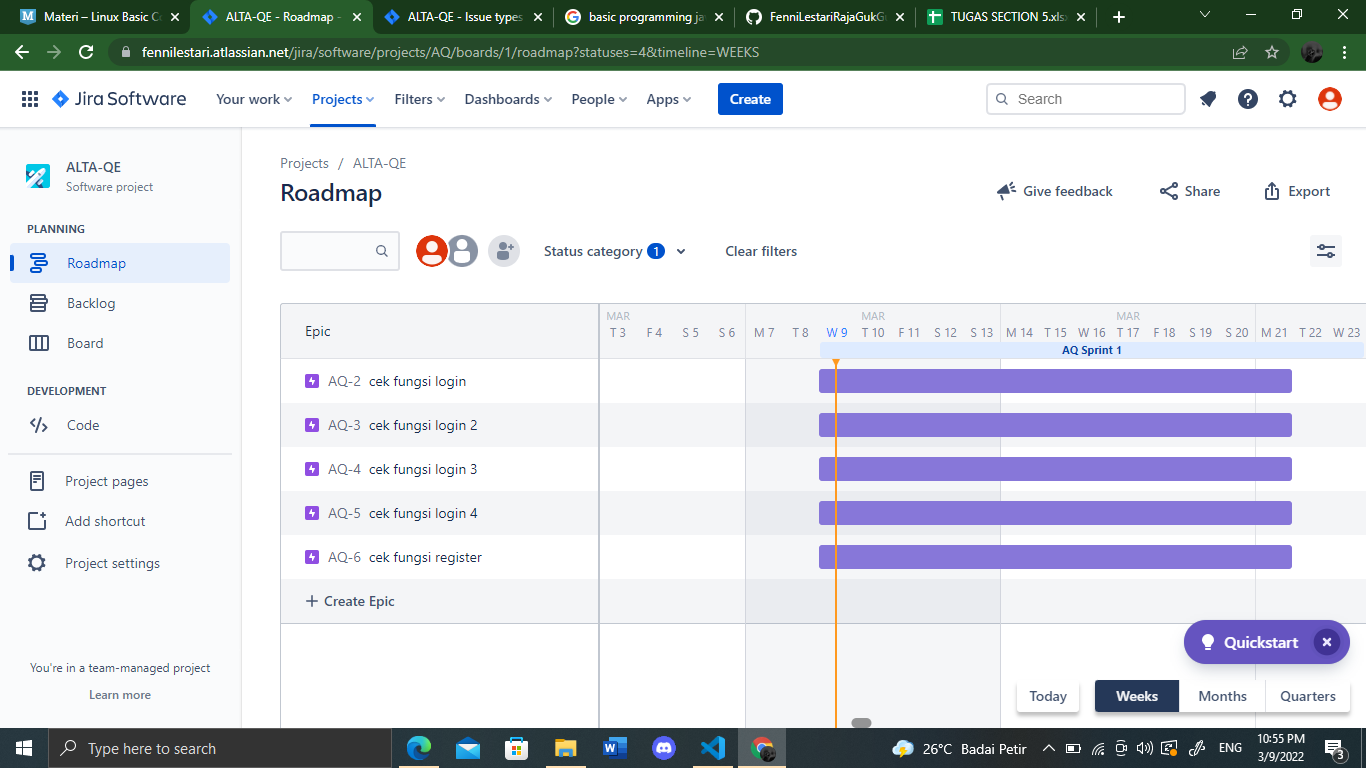 Materi – Linux Basic Co
ALTA-QE - Roadmap -
ALTA-QE - Issue types
basic programming ja
FenniLestariRajaGukGu
TUGAS SECTION 5.xlsx
fennilestari.atlassian.net/jira/software/projects/AQ/boards/1/roadmap?statuses=4&timeline=WEEKS
Jira Software
Your work
Projects
Filters
Dashboards
People
Apps
Create
Search
ALTA-QE
Software project
PLANNING
Roadmap
Backlog
Board
DEVELOPMENT
Code
Project pages
Add shortcut
Project settings
You're in a team-managed project
Learn more
Projects / ALTA-QE
Roadmap
Give feedback
Share
Export
Status category 1
Clear filters
Epic
MAR MAR MAR
T 3 F 4 S 5 S 6 M 7 T 8 W 9 T 10 F 11 S 12 S 13 M 14 T 15 W 16 T 17 F 18 S 19 S 20 M 21 T 22 W 23
AQ Sprint 1
AQ-2 cek fungsi login
AQ-3 cek fungsi login 2
AQ-4 cek fungsi login 3
AQ-5 cek fungsi login 4
AQ-6 cek fungsi register
+ Create Epic
Quickstart
Today
Weeks
Months
Quarters
Type here to search
26°C Badai Petir
ENG
10:55 PM
3/9/2022
3